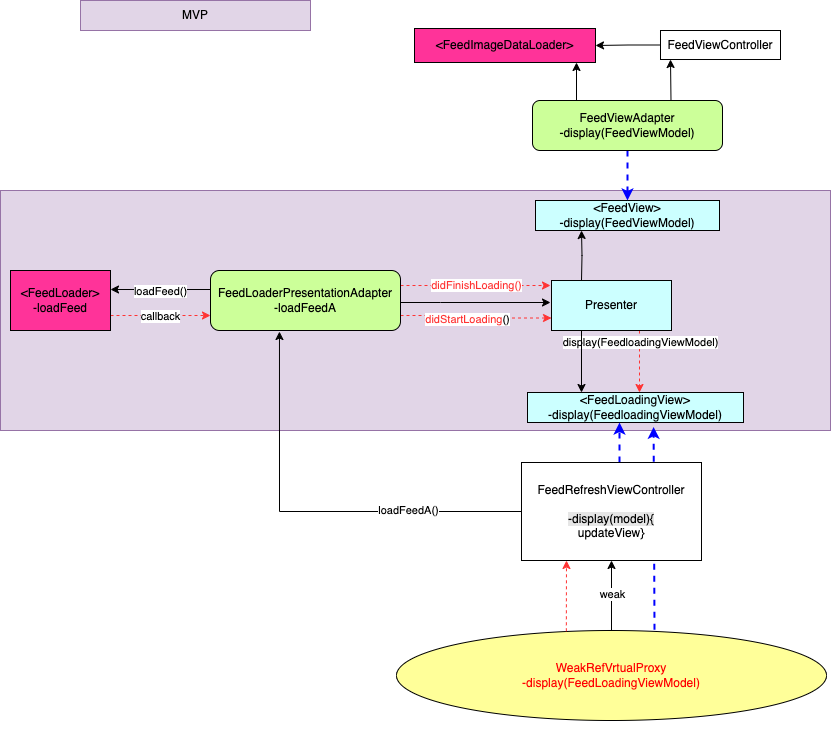 MVP
<FeedImageDataLoader>
FeedViewController
FeedViewAdapter
-display(FeedViewModel)
<FeedView>
-display(FeedViewModel)
<FeedLoader>
-loadFeed
loadFeed()
callback
FeedLoaderPresentationAdapter
-loadFeedA
didFinishLoading()
didStartLoading()
Presenter
display(FeedloadingViewModel)
<FeedLoadingView>
-display(FeedloadingViewModel)
FeedRefreshViewController
-display(model){
updateView}
loadFeedA()
weak
WeakRefVrtualProxy
-display(FeedLoadingViewModel)